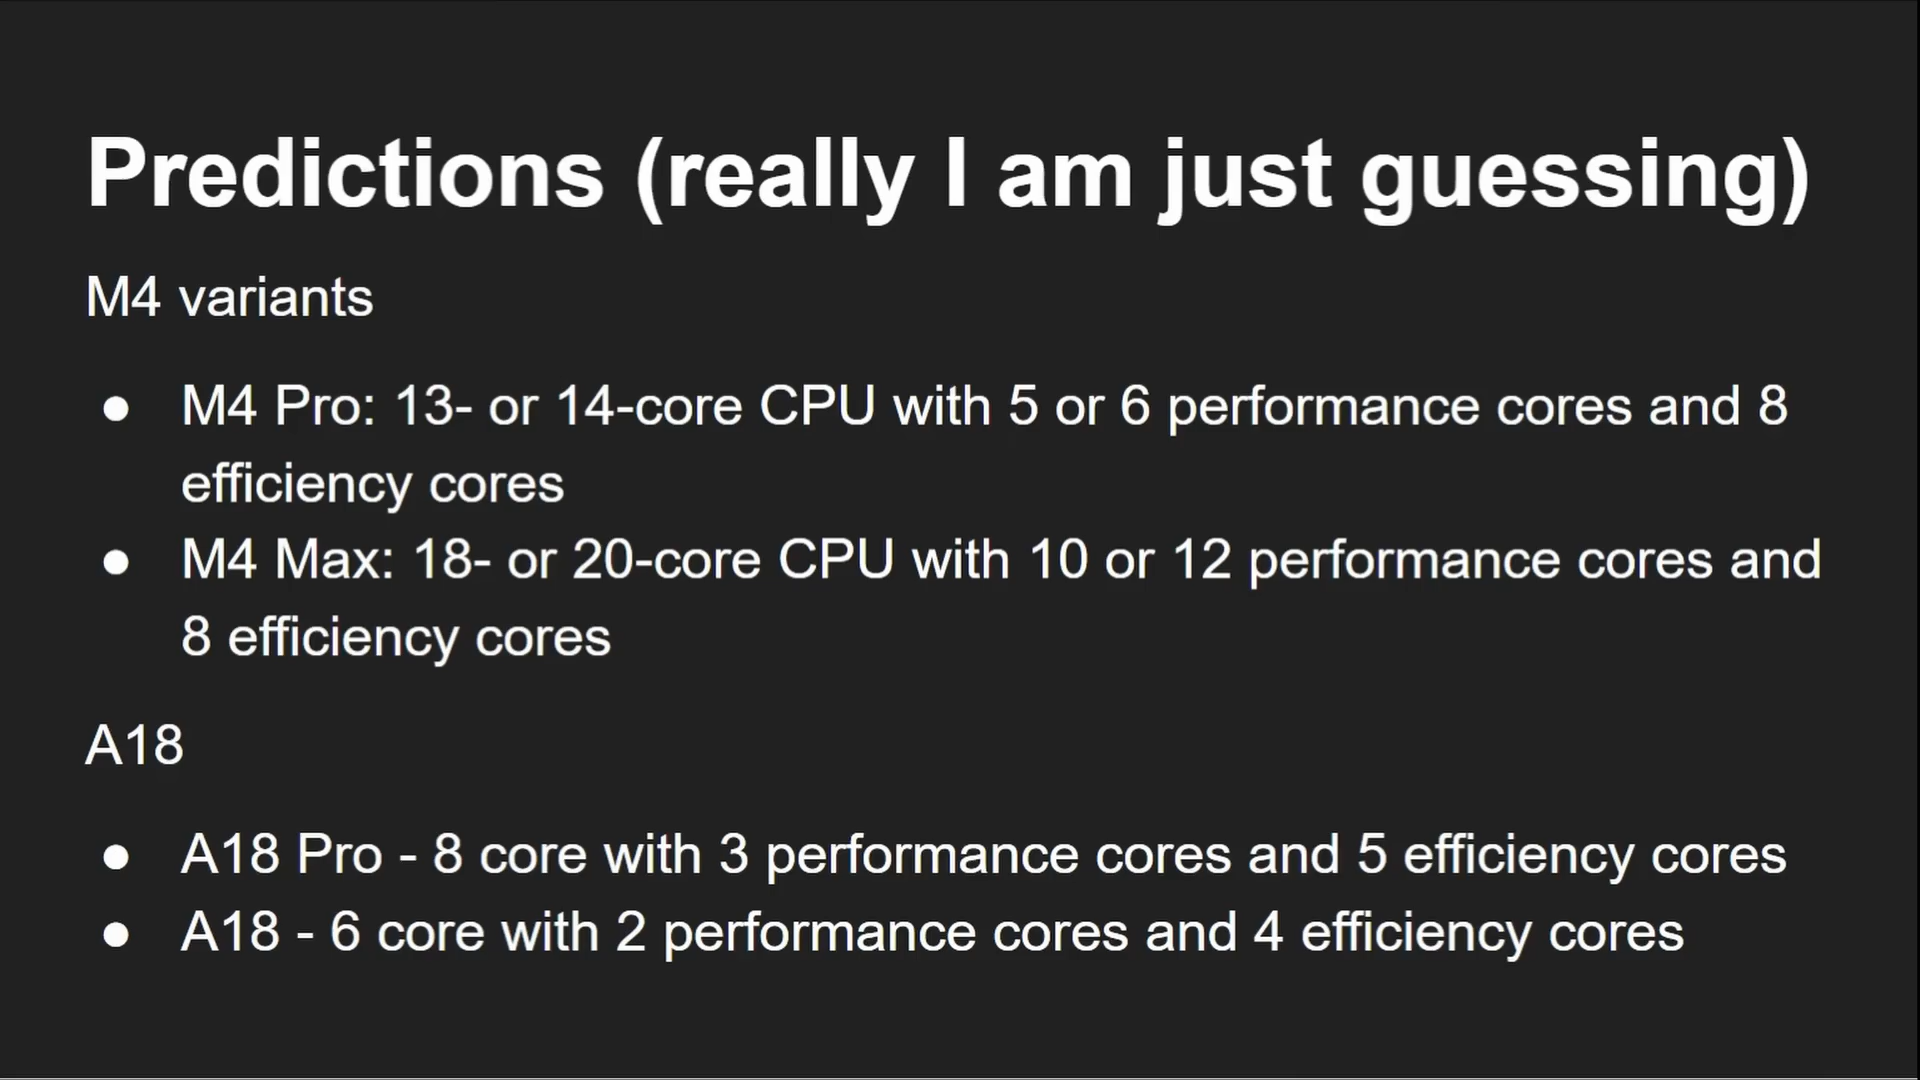 Predictions (really I am just guessing)
M4 variants
● M4 Pro: 13- or 14-core CPU with 5 or 6 performance cores and 8
efficiency cores
● M4 Max: 18- or 20-core CPU with 10 or 12 performance cores and
8 efficiency cores
A18
● A18 Pro - 8 core with 3 performance cores and 5 efficiency cores
● A18 - 6 core with 2 performance cores and 4 efficiency cores